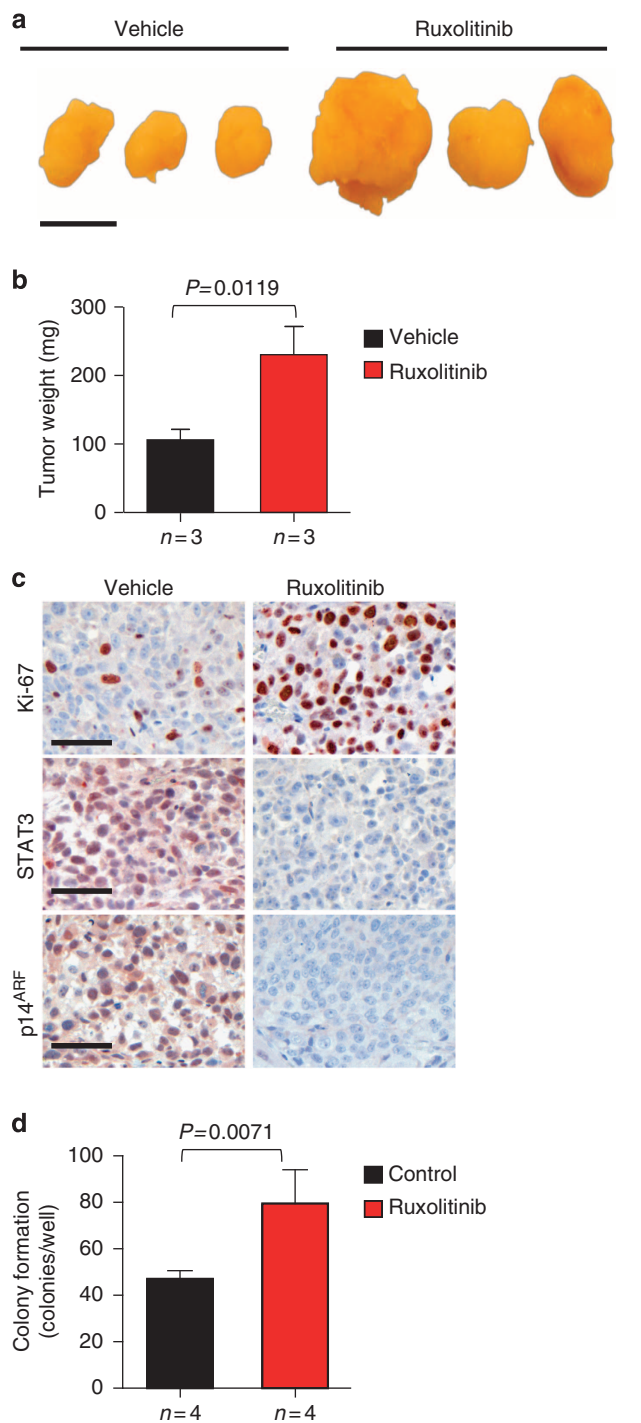 a
Vehicle Ruxolitinib
b
P=0.0119
300
200
100
0
Tumor weight (mg)
n=3 n=3
Vehicle
Ruxolitinib
c
Vehicle Ruxolitinib
Ki-67
STAT3
p14ARF
d
P=0.0071
100
80
60
40
20
0
Colony formation
(colonies/well)
n=4 n=4
Control
Ruxolitinib